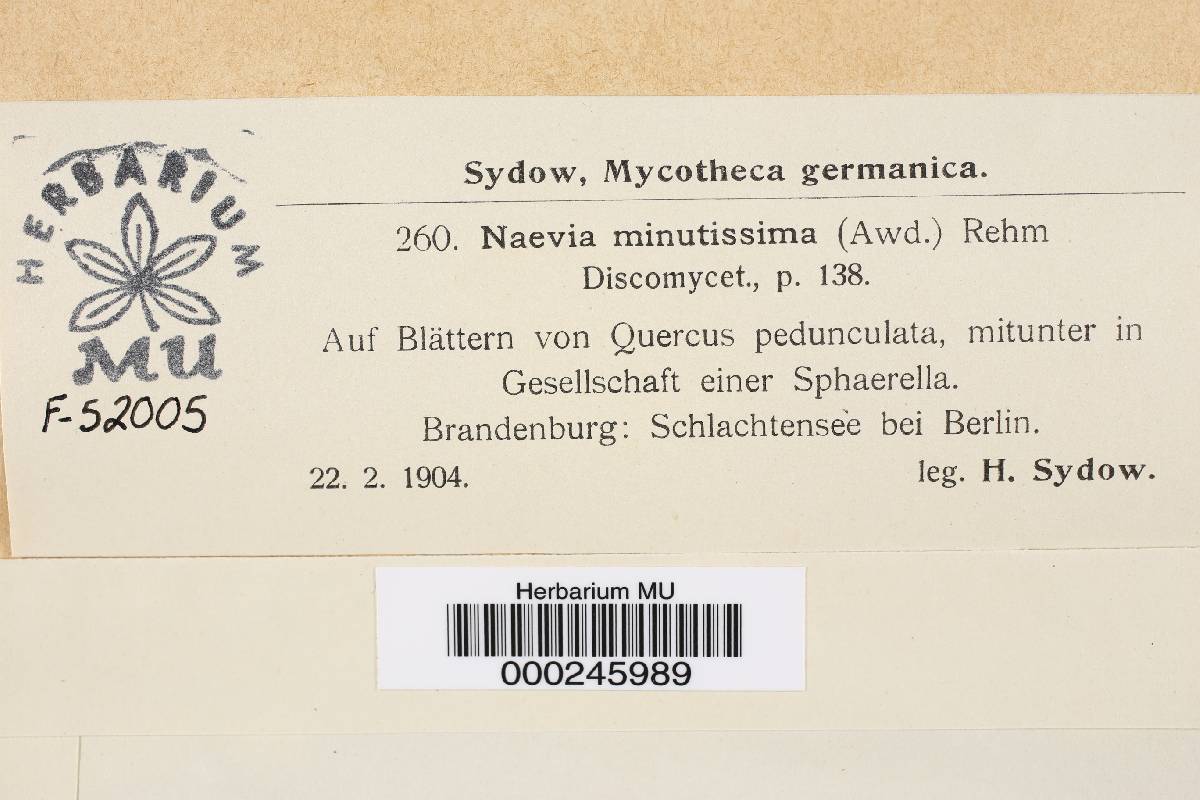 HERBARIUM
MU
F-52005
Sydow, Mycotheca germanica.
260. Naevia minutissima (Awd.) Rehm
Discomycet., p. 138.
Auf Blättern von Quercus pedunculata, mitunter in
Gesellschaft einer Sphaerella.
Brandenburg: Schlachtensee bei Berlin.
22. 2. 1904. leg. H. Sydow.
Herbarium MU
000245989